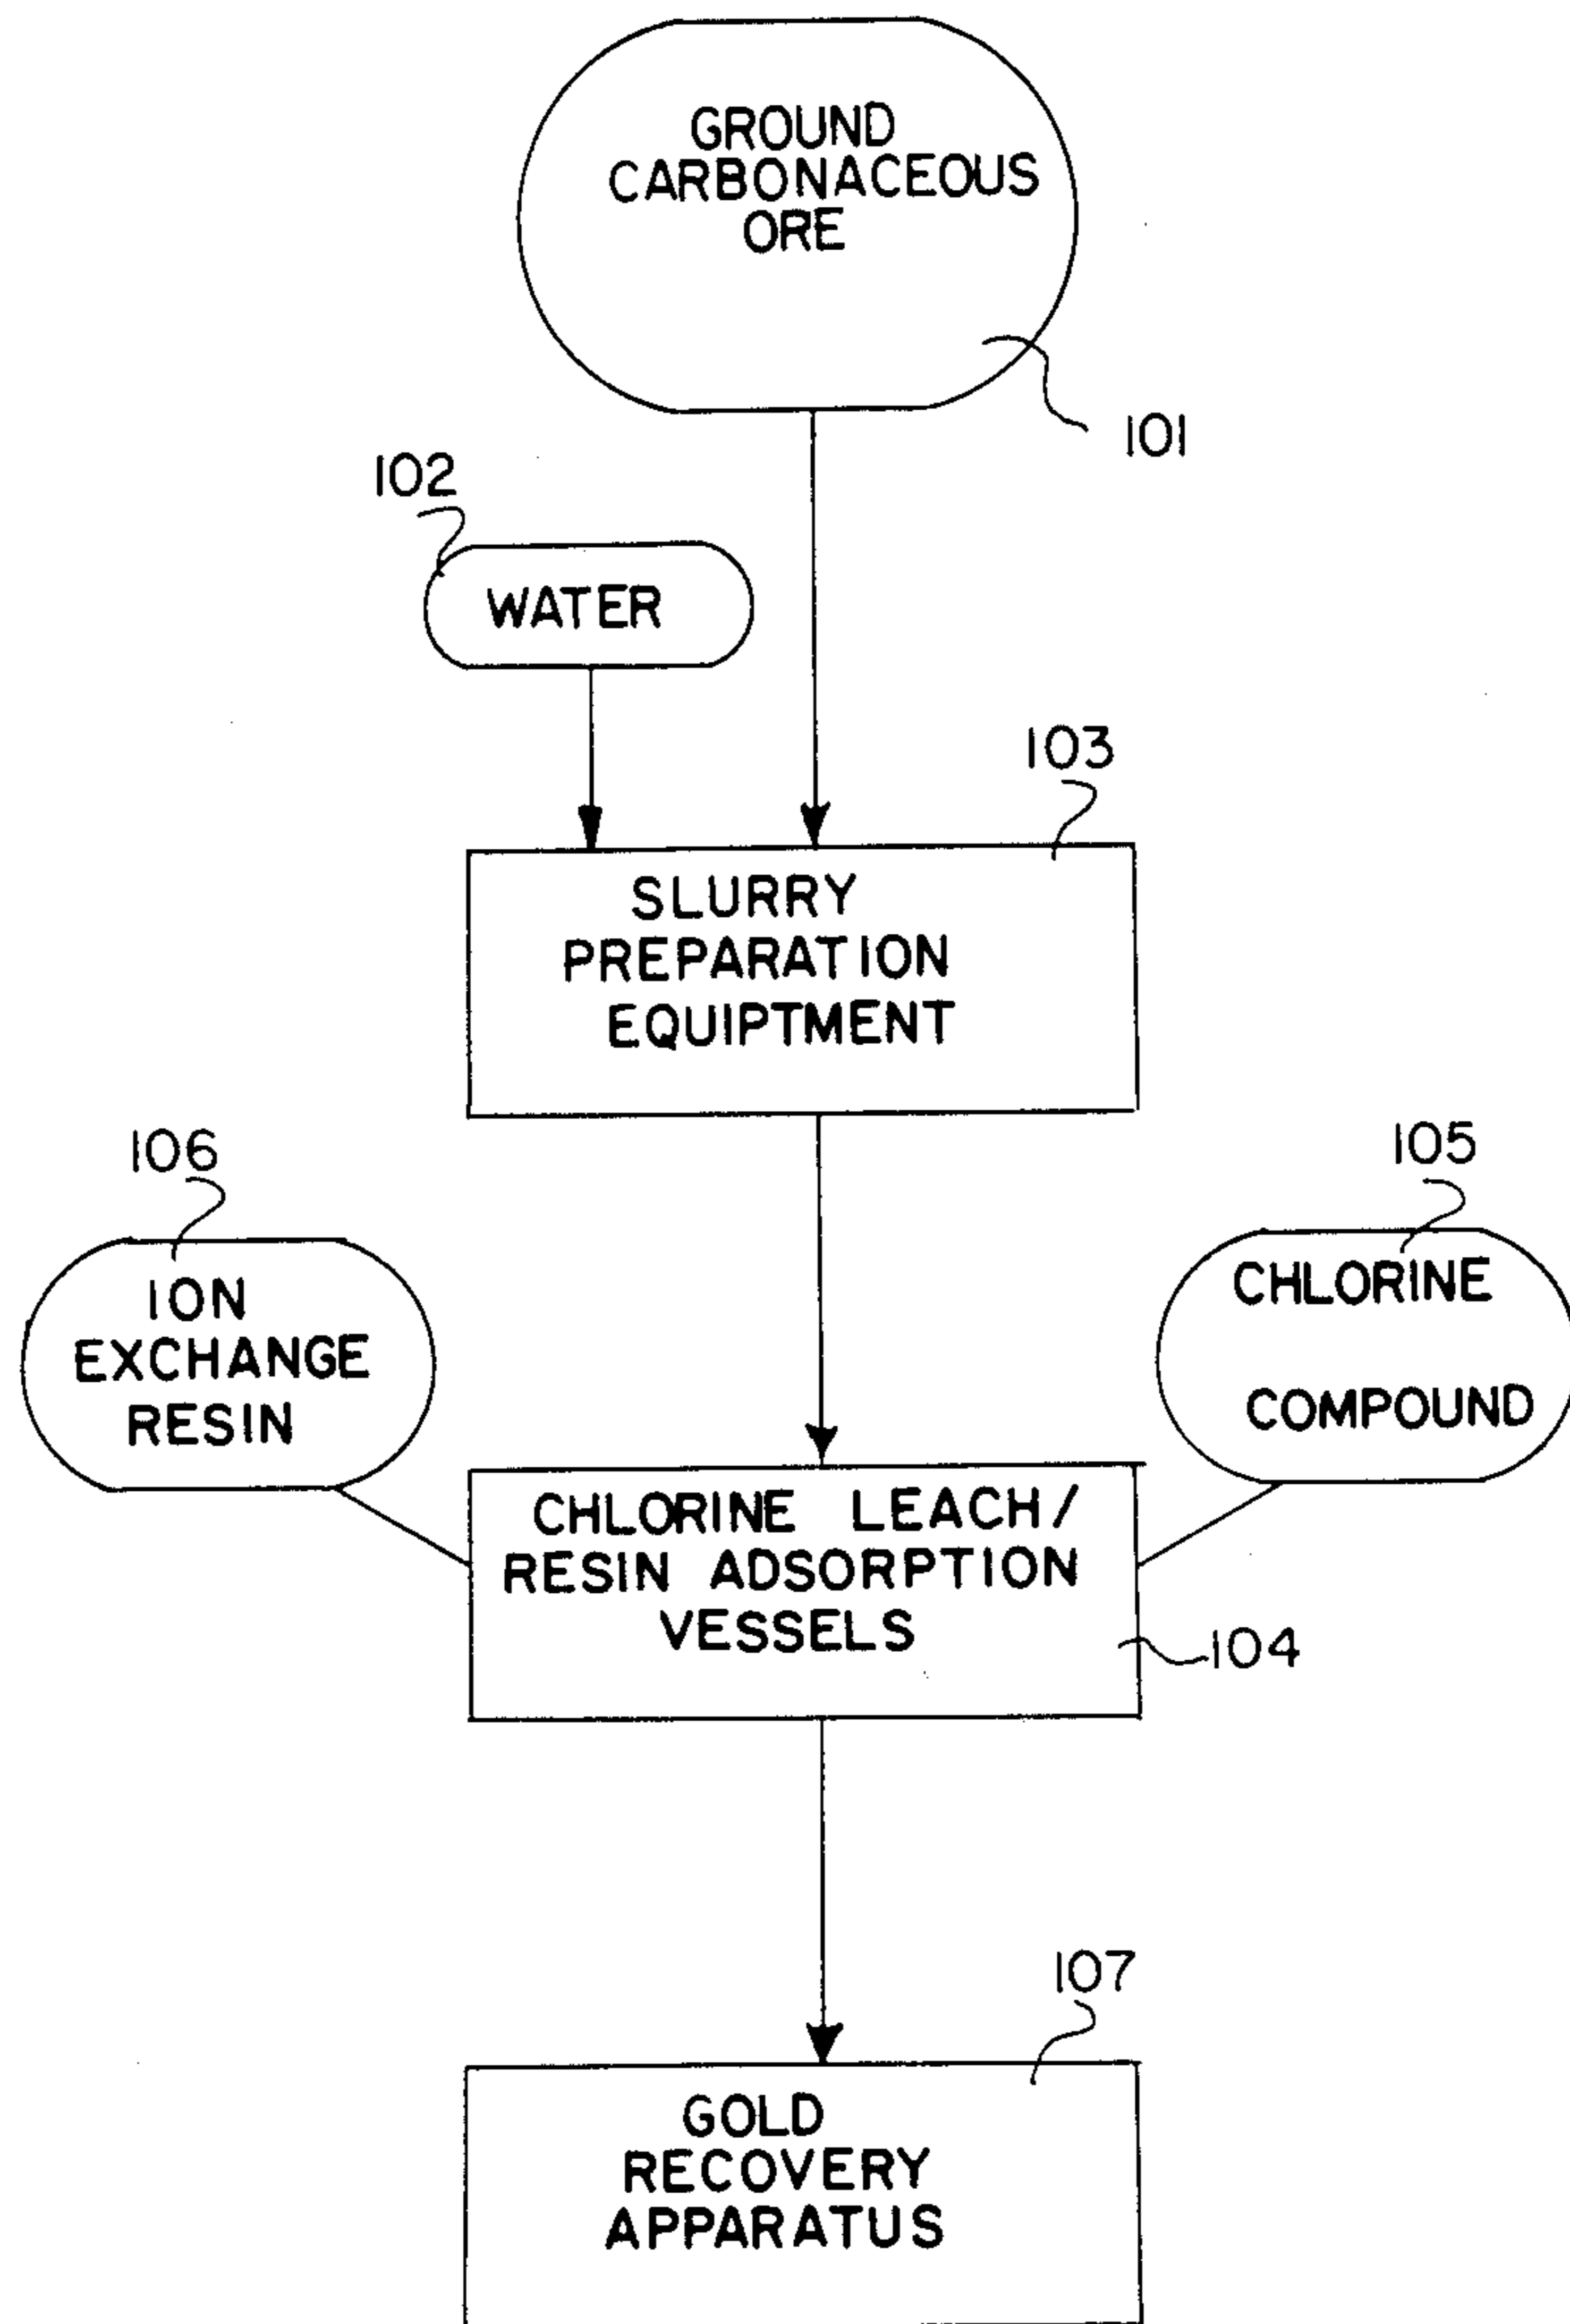 GROUND
CARBONACEOUS
ORE
101
102
WATER
103
SLURRY
PREPARATION
EQUIPTMENT
106
105
ION
EXCHANGE
RESIN
CHLORINE
COMPOUND
CHLORINE LEACH/
RESIN ADSORPTION
VESSELS
104
107
GOLD
RECOVERY
APPARATUS